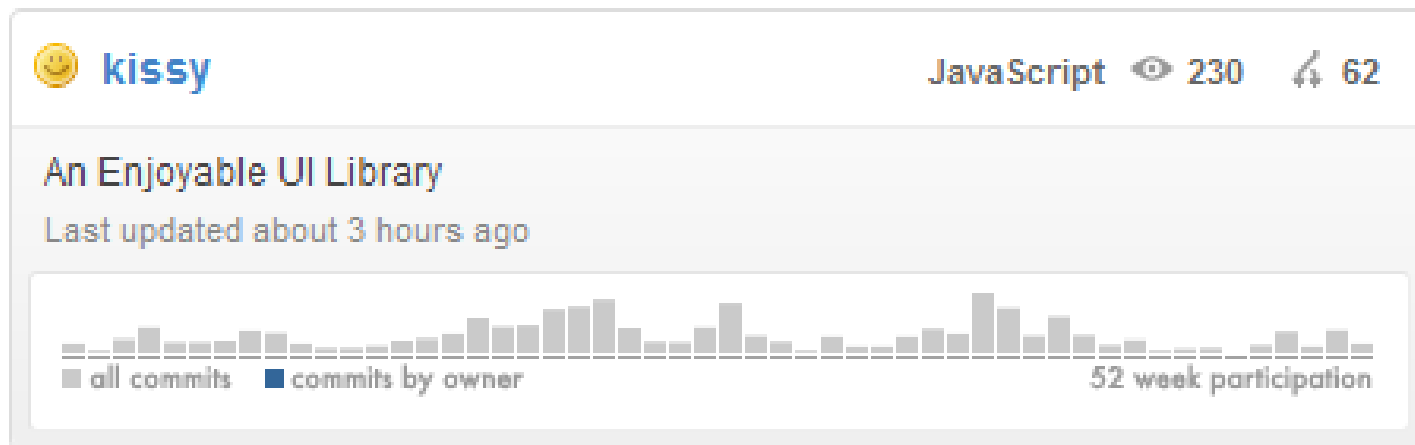 kissy JavaScript 230 62
An Enjoyable UI Library
Last updated about 3 hours ago
all commits commits by owner 52 week participation